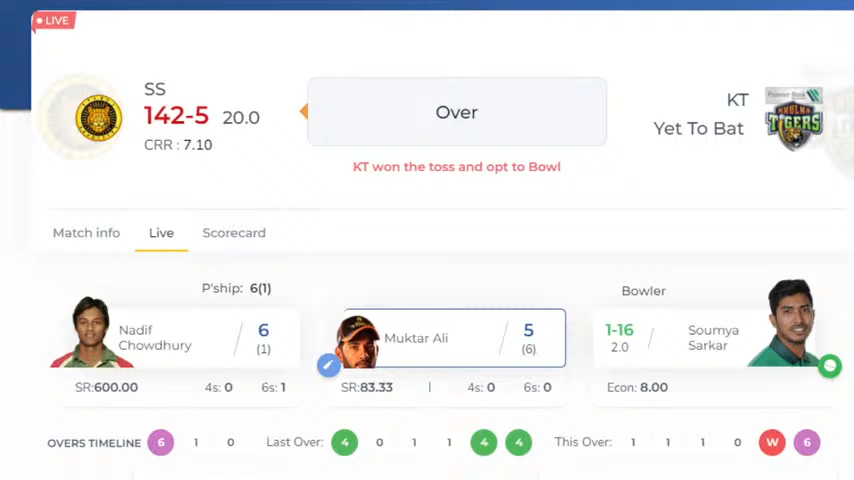 LIVE
SS
142-5 20.0
CRR : 7.10
Over
KT
Yet To Bat
KHULNA
TIGERS
KT won the toss and opt to Bowl
Match info Live Scorecard
P'ship: 6(1)
Bowler
Nadif Chowdhury
6
(1)
Muktar Ali
5
(6)
1-16
2.0
Soumya Sarkar
SR:600.00 4s: 0 6s: 1
SR:83.33 | 4s: 0 6s: 0
Econ: 8.00
OVERS TIMELINE 6 1 0 Last Over: 4 0 1 1 4 4 This Over: 1 1 1 0 W 6